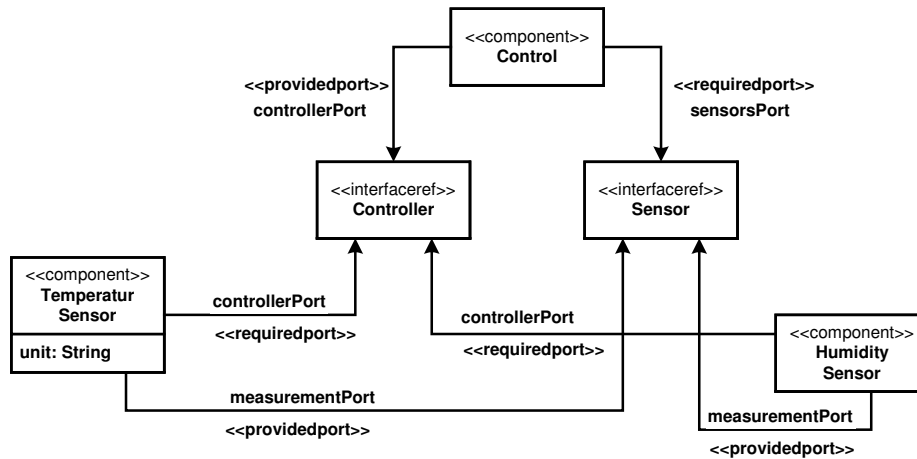 <<component>>
Control
<<providedport>>
controllerPort
<<requiredport>>
sensorsPort
<<interfaceref>>
Controller
<<interfaceref>>
Sensor
<<component>>
Temperatur
Sensor
unit: String
controllerPort
<<requiredport>>
controllerPort
<<requiredport>>
<<component>>
Humidity
Sensor
measurementPort
<<providedport>>
measurementPort
<<providedport>>